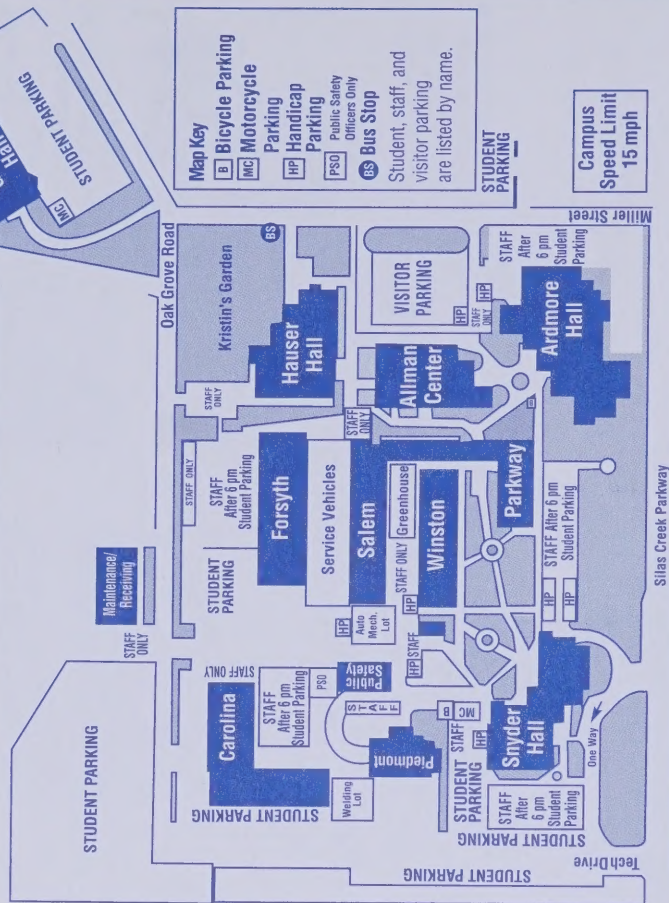 Hall
STUDENT PARKING
MC
Map Key
B Bicycle Parking
MC Motorcycle
Parking
HP Handicap
Parking
PSO Public Safety
Officers Only
BS Bus Stop
Student, staff, and
visitor parking
are listed by name.
STUDENT
PARKING
Campus
Speed Limit
15 mph
Miller Street
Oak Grove Road
Kristin's Garden
BS
Hauser
Hall
STAFF
ONLY
VISITOR
PARKING
HP
STAFF
ONLY
HP
STAFF
After
6 pm
Student
Parking
Ardmore
Hall
Allman
Center
STAFF
ONLY
STAFF ONLY
STAFF
After 6 pm
Student Parking
Forsyth
Service Vehicles
Salem
Greenhouse
STAFF ONLY
Winston
Parkway
Maintenance/
Receiving
STAFF
ONLY
STUDENT
PARKING
HP
Auto
Mech.
Lot
HP
HP
STAFF
HP
HP
STAFF After 6 pm
Student Parking
Silas Creek Parkway
STUDENT PARKING
STAFF ONLY
Carolina
STAFF
After 6 pm
Student Parking
PSO
Public
Safety
STAFF
Piedmont
Welding
Lot
STUDENT PARKING
B
MC
STAFF
HP
STUDENT
PARKING
Snyder
Hall
One Way
STAFF
After
6 pm
Student
Parking
STUDENT PARKING
Tech Drive
STUDENT PARKING